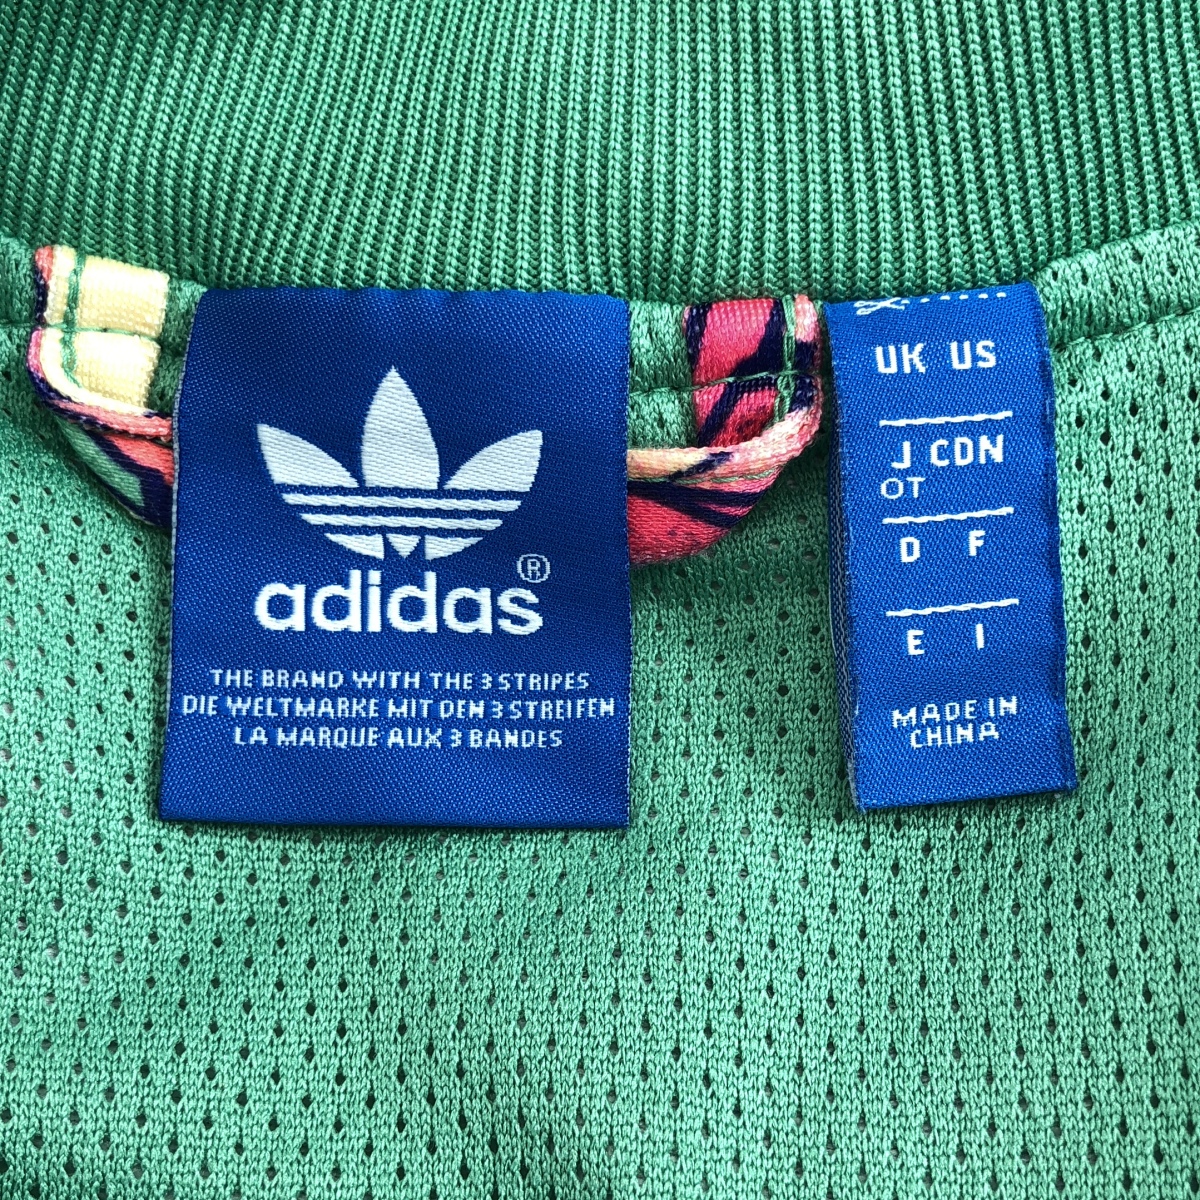 adidas®
THE BRAND WITH THE 3 STRIPES
DIE WELTMARKE MIT DEN 3 STREIFEN
LA MARQUE AUX 3 BANDES
UK US
J CDN
OT
D F
E I
MADE IN
CHINA